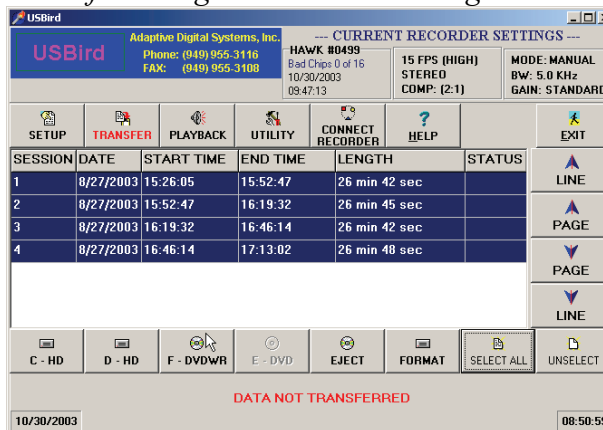 USBird
USBird
Adaptive Digital Systems, Inc.
Phone: (949) 955-3116
FAX: (949) 955-3108
--- CURRENT RECORDER SETTINGS ---
HAWK #0499
Bad Chips 0 of 16
10/30/2003
09:47:13
15 FPS (HIGH)
STEREO
COMP: (2:1)
MODE: MANUAL
BW: 5.0 KHz
GAIN: STANDARD
SETUP
TRANSFER
PLAYBACK
UTILITY
CONNECT
RECORDER
HELP
EXIT
SESSION DATE START TIME END TIME LENGTH STATUS
1 8/27/2003 15:26:05 15:52:47 26 min 42 sec
2 8/27/2003 15:52:47 16:19:32 26 min 45 sec
3 8/27/2003 16:19:32 16:46:14 26 min 42 sec
4 8/27/2003 16:46:14 17:13:02 26 min 48 sec
LINE
PAGE
PAGE
LINE
C - HD
D - HD
F - DVDWR
E - DVD
EJECT
FORMAT
SELECT ALL
UNSELECT
DATA NOT TRANSFERRED
10/30/2003
08:50:5